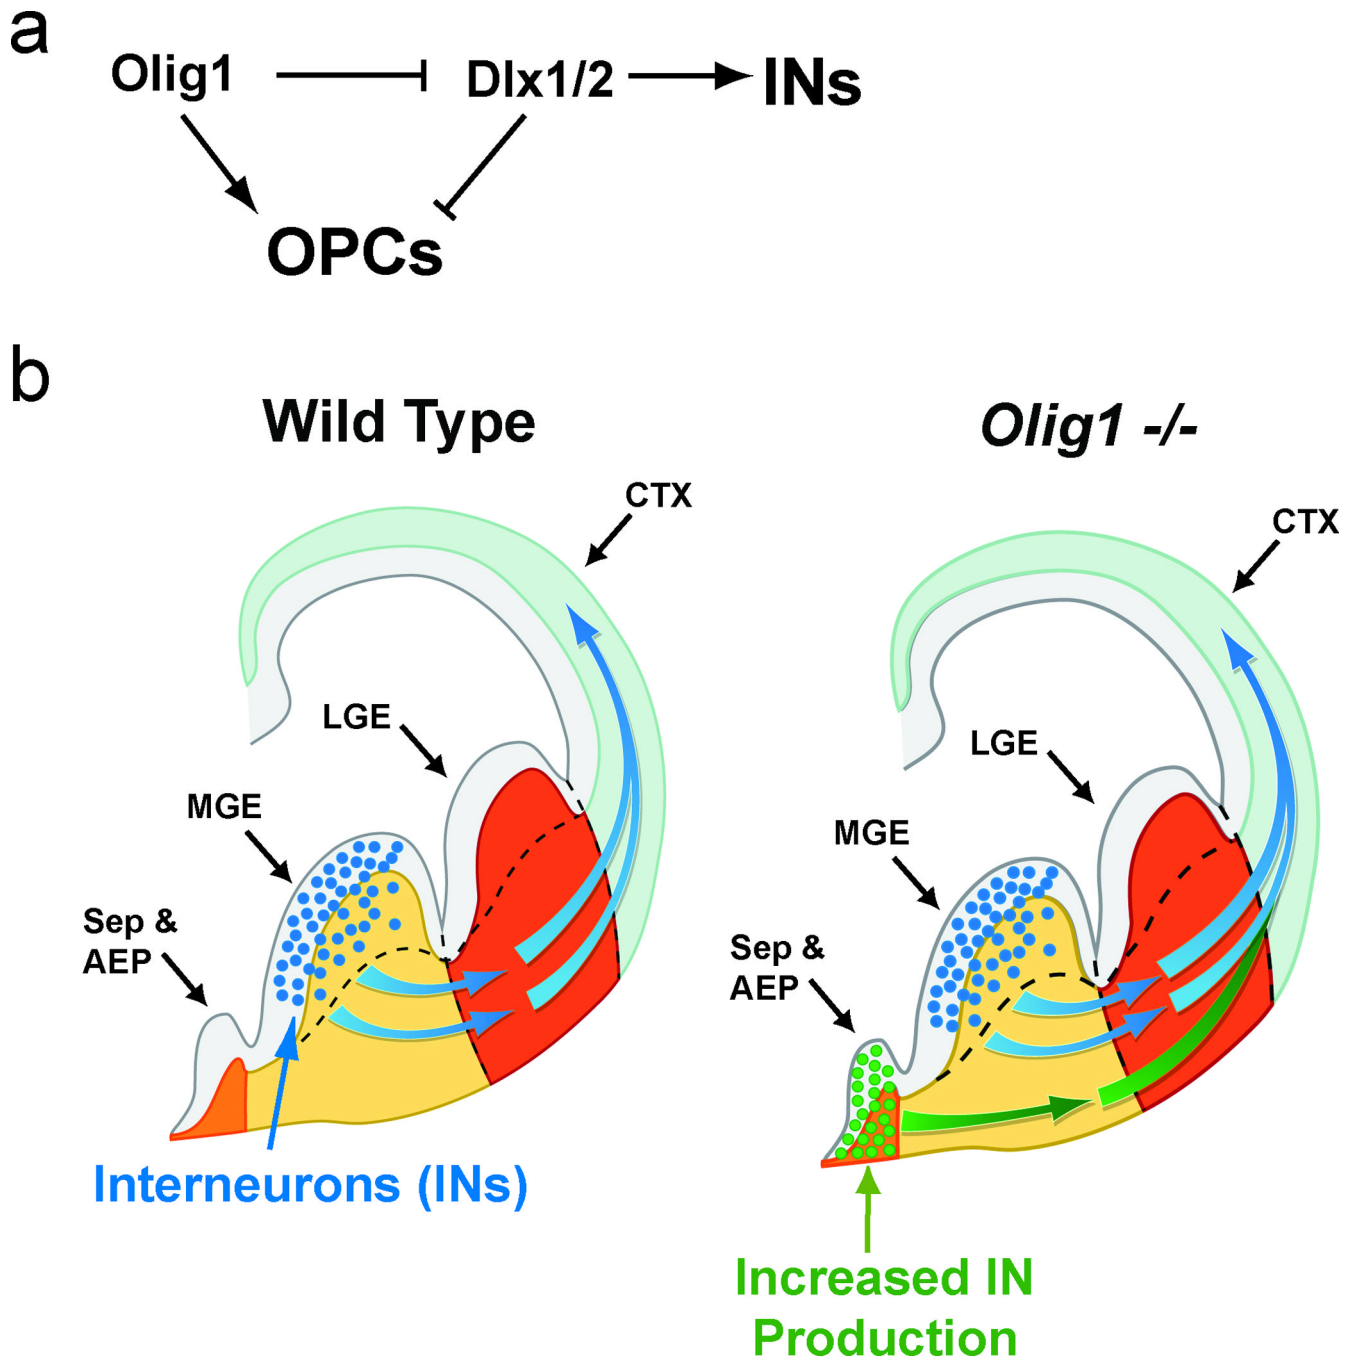 a
Olig1 Dlx1/2 INs
OPCs
b
Wild Type
CTX
LGE
MGE
Sep &
AEP
Interneurons (INs)
Olig1 -/-
CTX
LGE
MGE
Sep &
AEP
Increased IN
Production